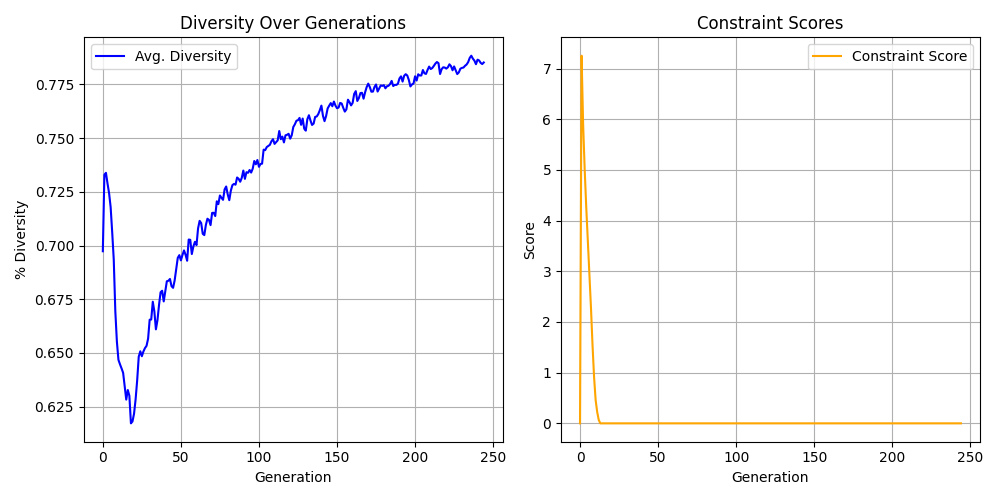 Diversity Over Generations
Avg. Diversity
% Diversity
0.775
0.750
0.725
0.700
0.675
0.650
0.625
0 50 100 150 200 250
Generation
Constraint Scores
Constraint Score
Score
7
6
5
4
3
2
1
0
0 50 100 150 200 250
Generation